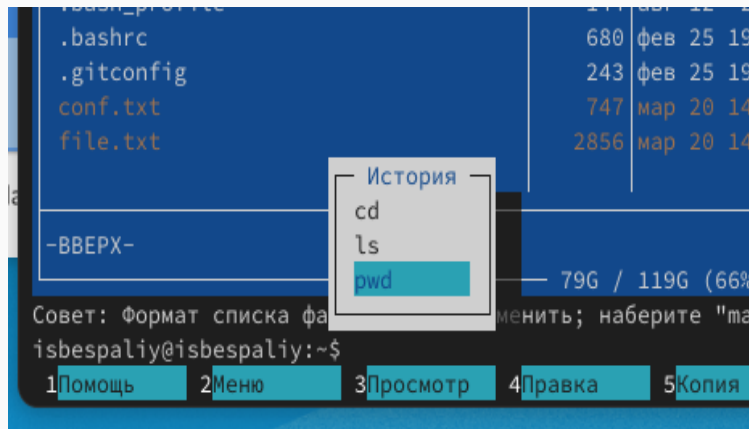 .bash_profile
.bashrc 680 фев 25 19
.gitconfig 243 фев 25 19
conf.txt 747 мар 20 14
file.txt 2856 мар 20 14
История
cd
-ВВЕРХ- ls
pwd
79G / 119G (66%
Совет: Формат списка фа менить; наберите "ma
isbespaliy@isbespaliy:~$
1Помощь 2Меню 3Просмотр 4Правка 5Копия